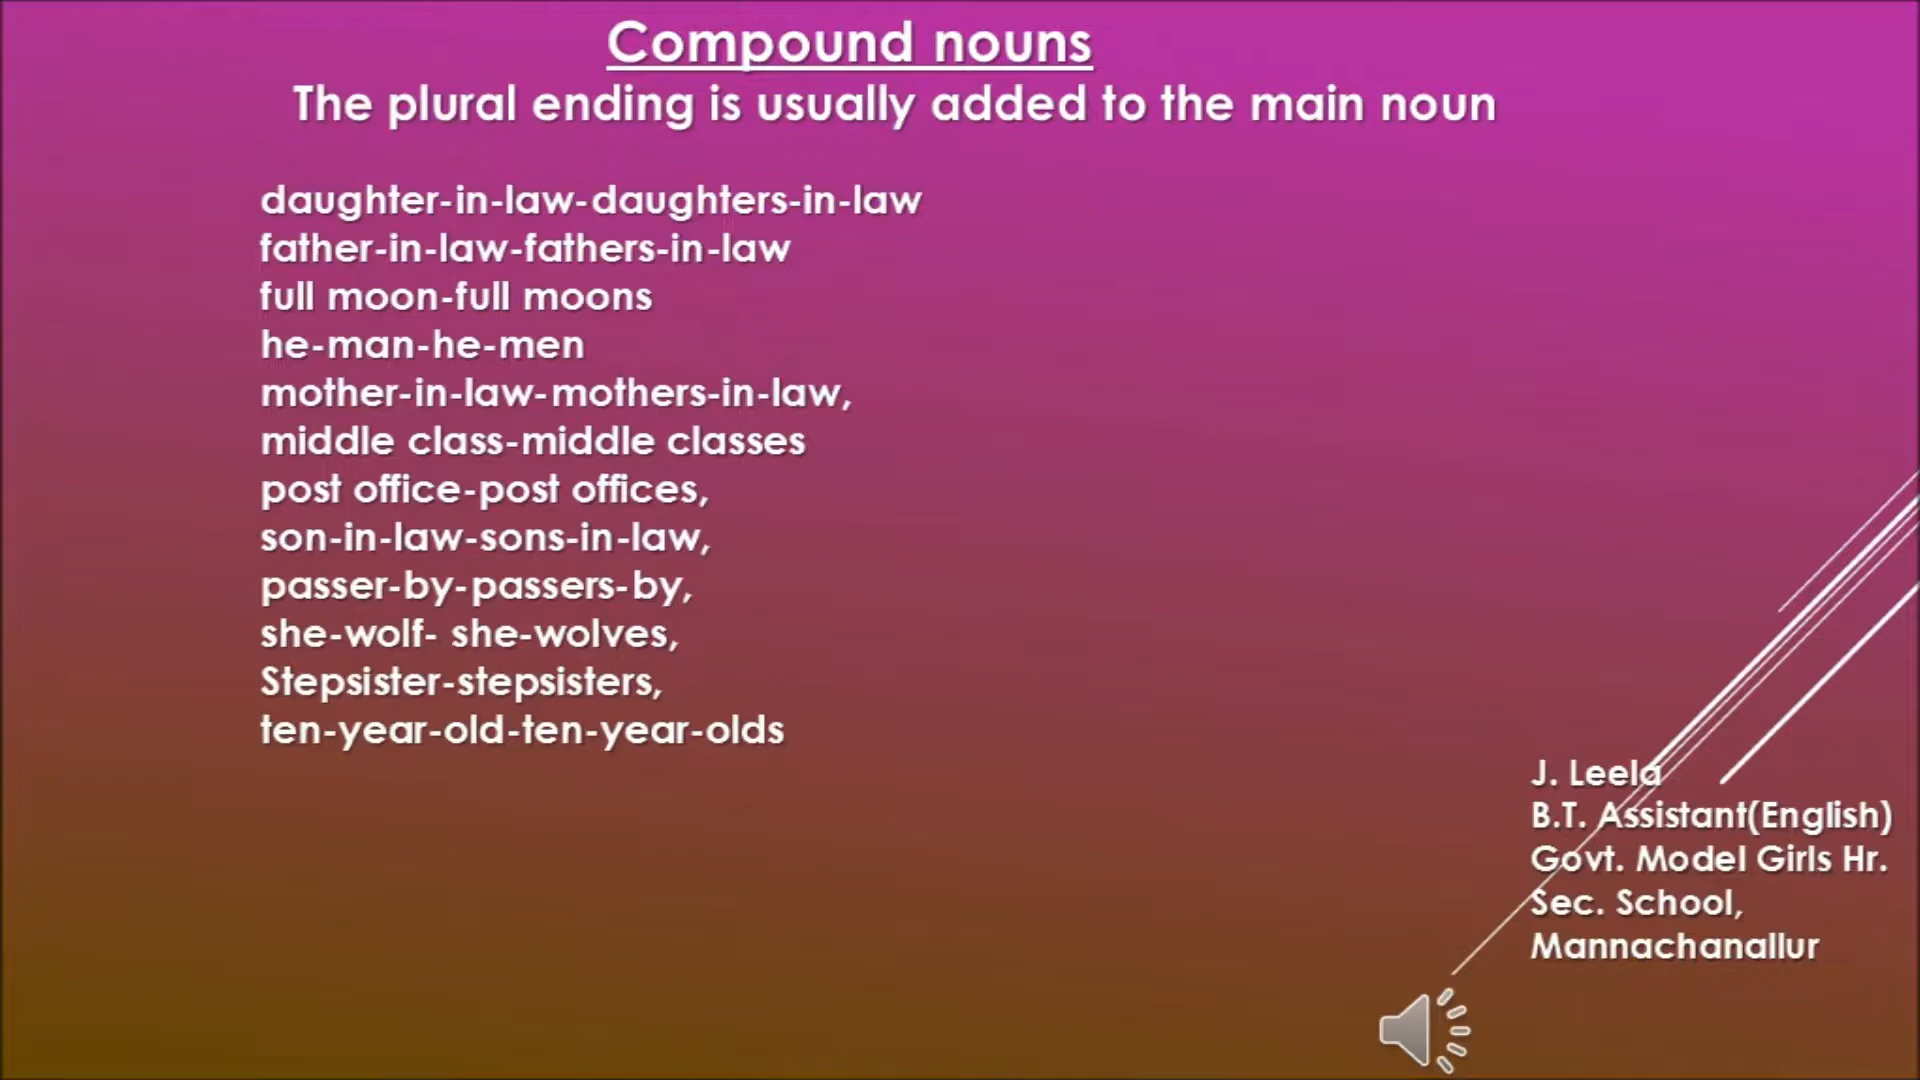 Compound nouns
The plural ending is usually added to the main noun
daughter-in-law-daughters-in-law
father-in-law-fathers-in-law
full moon-full moons
he-man-he-men
mother-in-law-mothers-in-law,
middle class-middle classes
post office-post offices,
son-in-law-sons-in-law,
passer-by-passers-by,
she-wolf- she-wolves,
Stepsister-stepsisters,
ten-year-old-ten-year-olds
J. Leela
B.T. Assistant(English)
Govt. Model Girls Hr.
Sec. School,
Mannachanallur